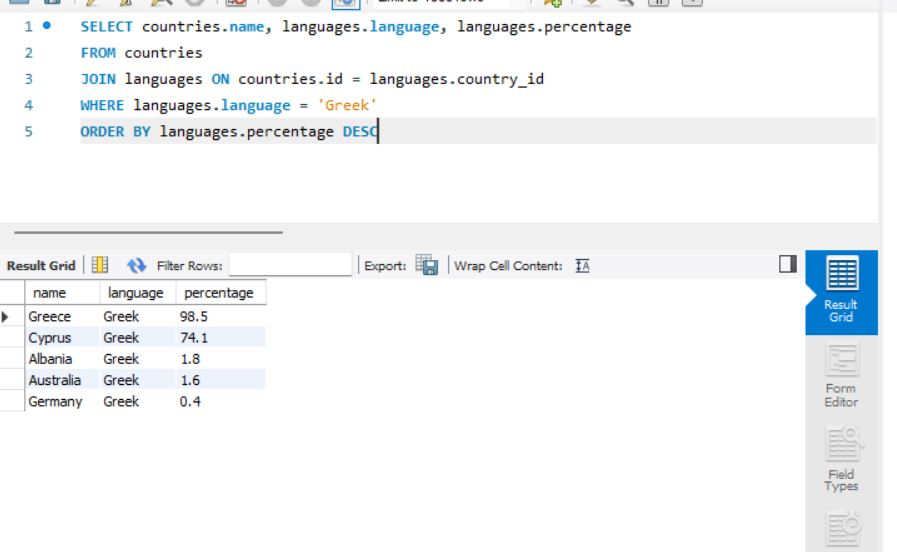 1 SELECT countries.name, languages.language, languages.percentage
2 FROM countries
3 JOIN languages ON countries.id = languages.country_id
4 WHERE languages.language = 'Greek'
5 ORDER BY languages.percentage DESC
Result Grid Filter Rows: Export: Wrap Cell Content: IA
name language percentage
Greece Greek 98.5
Cyprus Greek 74.1
Albania Greek 1.8
Australia Greek 1.6
Germany Greek 0.4
Result
Grid
Form
Editor
Field
Types